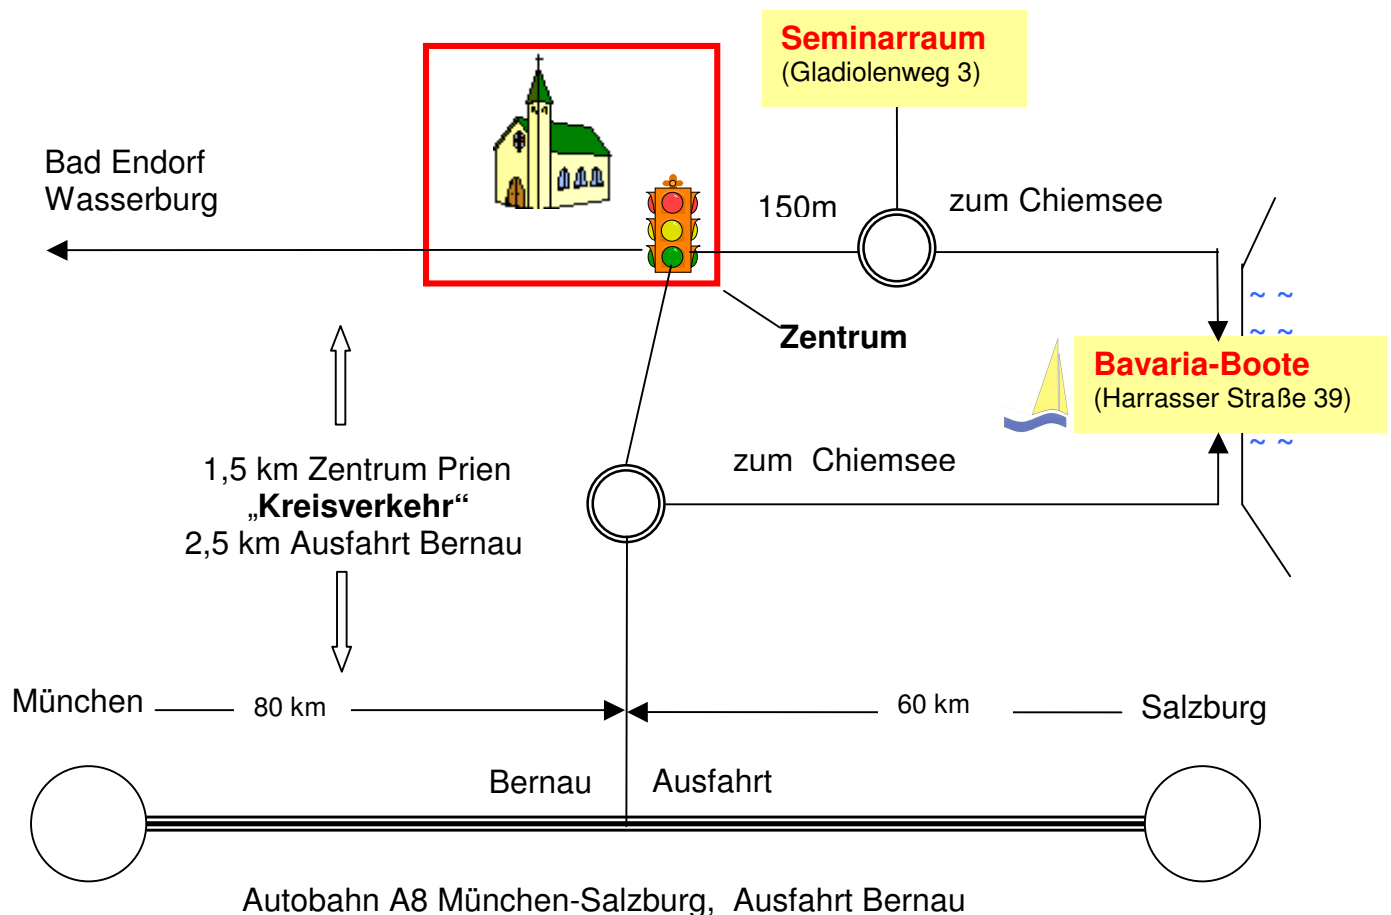 Seminarraum
(Gladiolenweg 3)
Bad Endorf
Wasserburg
150m
zum Chiemsee
~ ~
~ ~
Zentrum
Bavaria-Boote
(Harrasser Straße 39)
~ ~
zum Chiemsee
1,5 km Zentrum Prien
„Kreisverkehr“
2,5 km Ausfahrt Bernau
München
80 km
60 km
Salzburg
Bernau
Ausfahrt
Autobahn A8 München-Salzburg, Ausfahrt Bernau